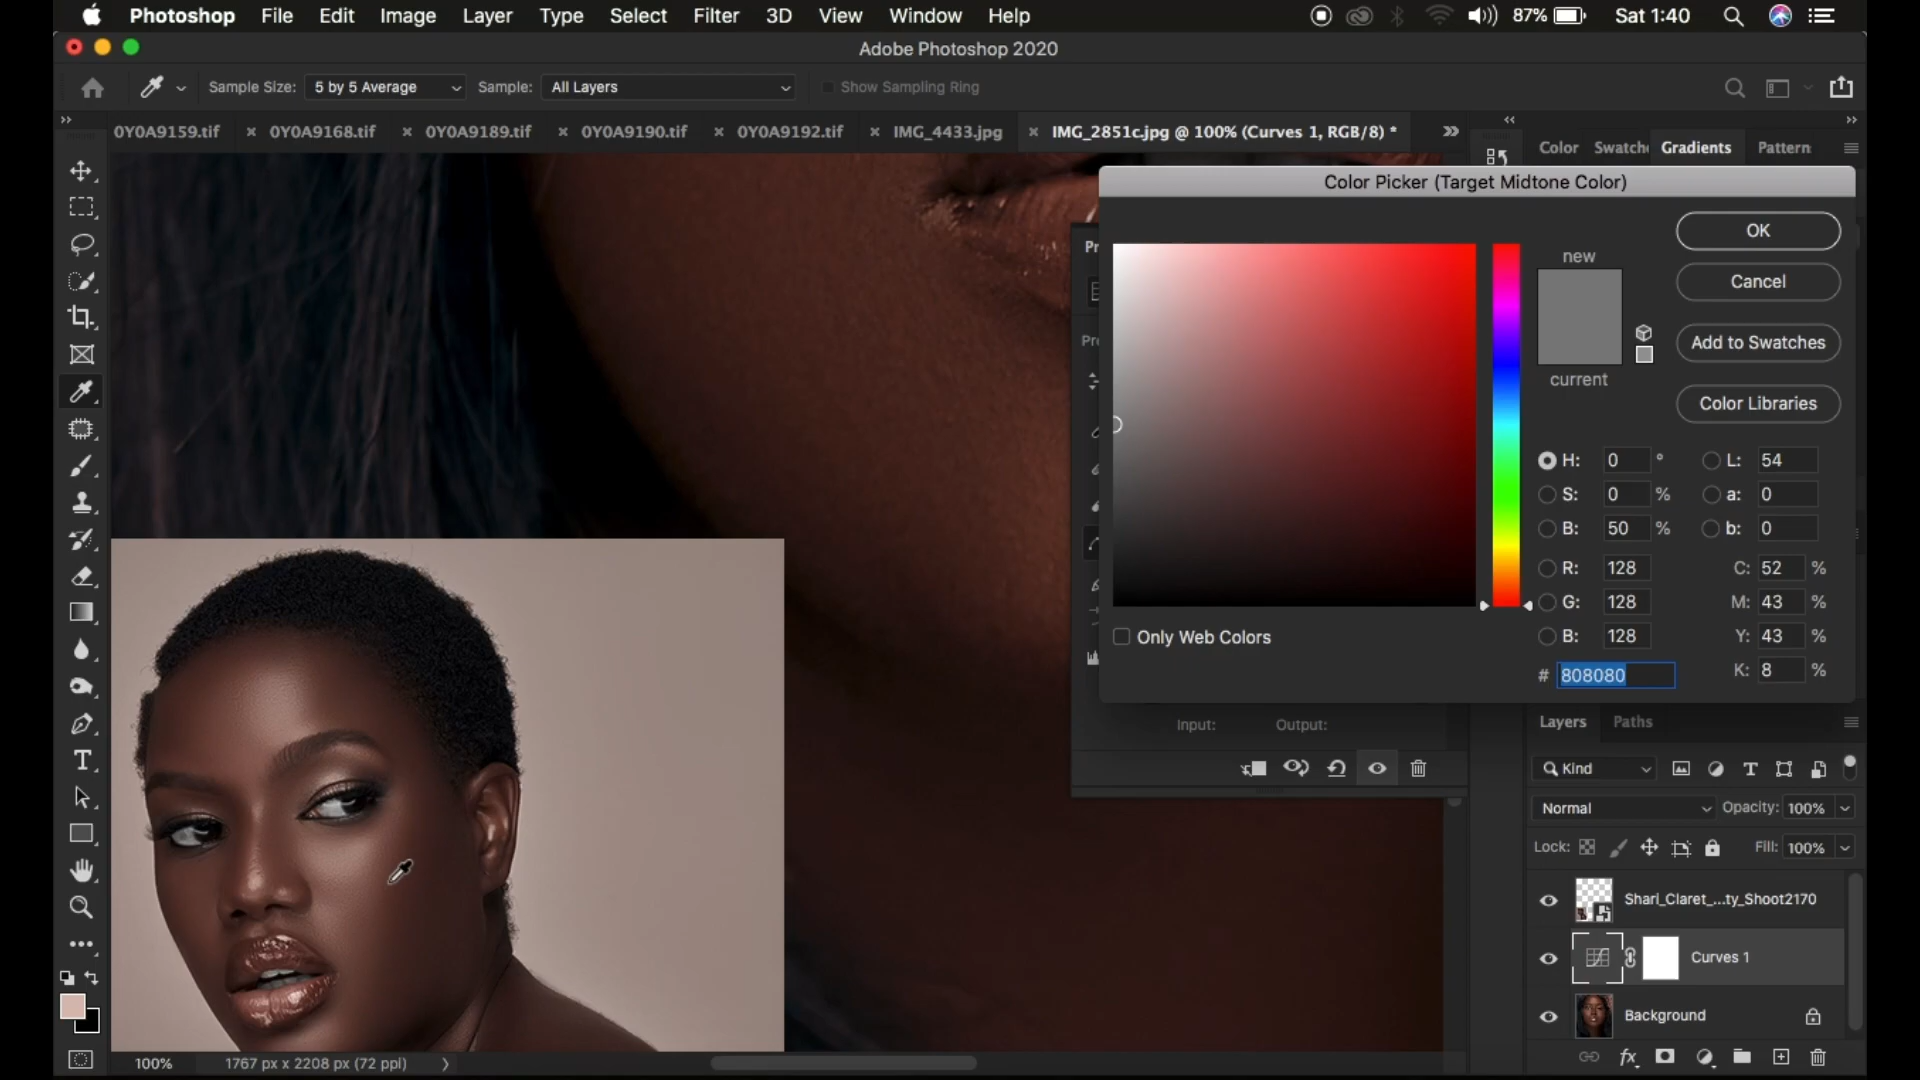 Photoshop File Edit Image Layer Type Select Filter 3D View Window Help 87% Sat 1:40
Adobe Photoshop 2020
Sample Size: 5 by 5 Average Sample: All Layers Show Sampling Ring
0Y0A9159.tif × 0Y0A9168.tif × 0Y0A9189.tif × 0Y0A9190.tif × 0Y0A9192.tif × IMG_4433.jpg × IMG_2851c.jpg @ 100% (Curves 1, RGB/8) *
Color Swatche Gradients Pattern
Color Picker (Target Midtone Color)
OK
new
Cancel
Add to Swatches
current
Color Libraries
H: 0 ° L: 54
S: 0 % a: 0
B: 50 % b: 0
R: 128 C: 52 %
G: 128 M: 43 %
B: 128 Y: 43 %
# 808080 K: 8 %
Only Web Colors
Pr
Pre
Input: Output:
Layers Paths
Kind
Normal Opacity: 100%
Lock: Fill: 100%
Shari_Claret_...ty_Shoot2170
Curves 1
Background
fx
100% 1767 px x 2208 px (72 ppi)